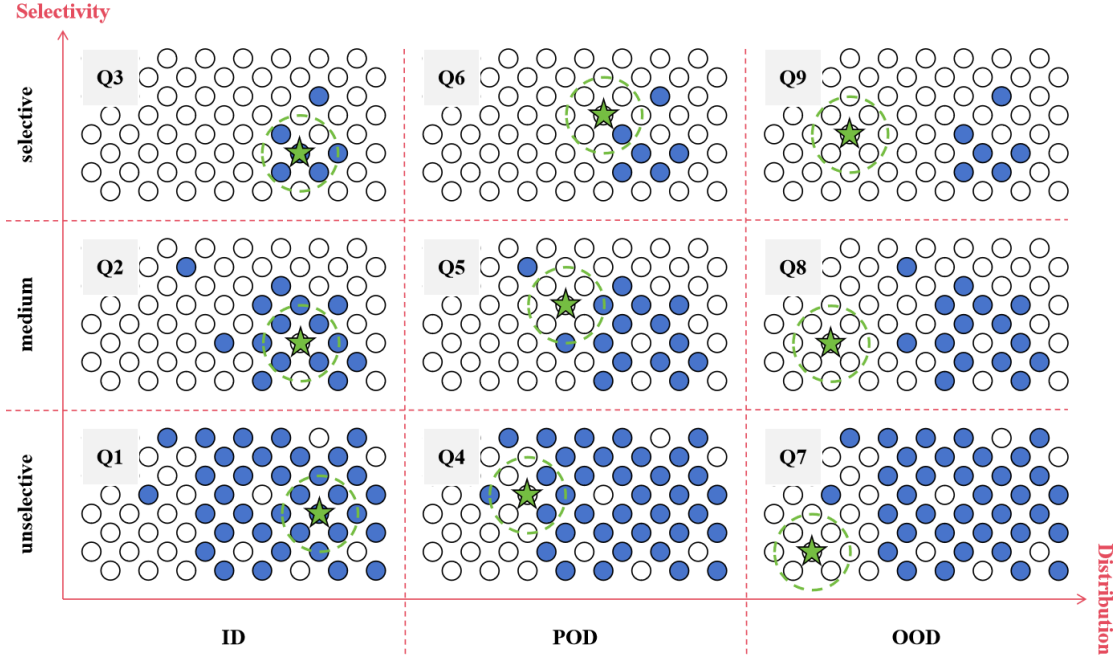 Selectivity
Q3
Q6
Q9
selective
Q2
Q5
Q8
medium
Q1
Q4
Q7
unselective
Distribution
ID
POD
OOD